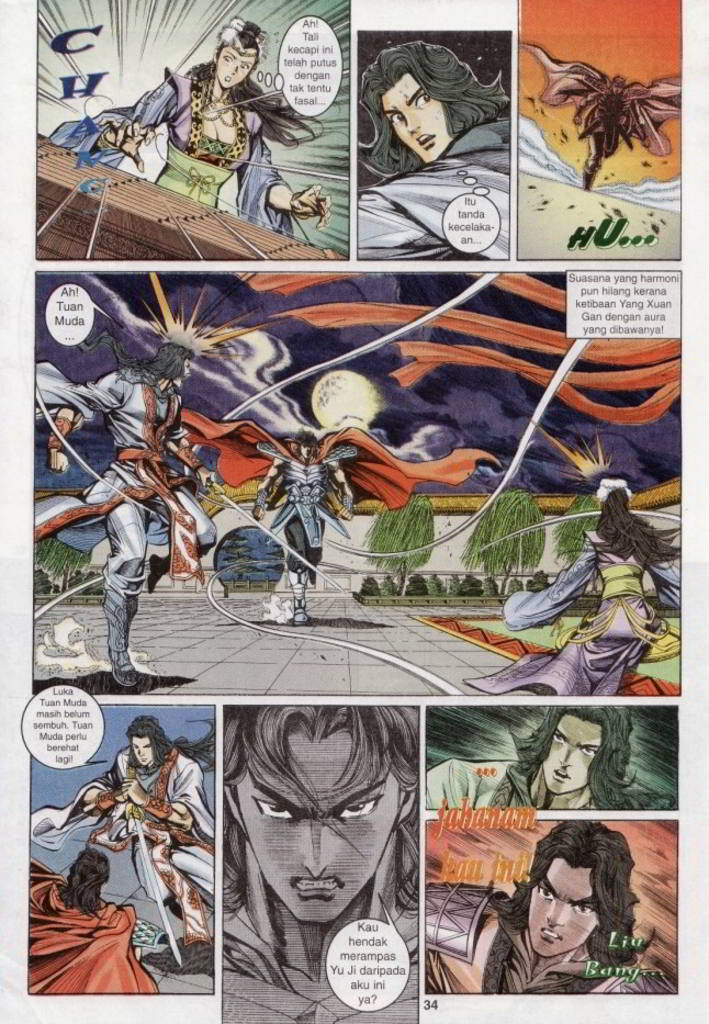 CHANG
Ah!
Tali
kecapi ini
telah putus
dengan
tak tentu
fasal...
Itu
tanda
kecelaka-
an...
HU...
Ah!
Tuan
Muda
...
Suasana yang harmoni
pun hilang kerana
ketibaan Yang Xuan
Gan dengan aura
yang dibawanya!
Luka
Tuan Muda
masih belum
sembuh. Tuan
Muda perlu
berehat
lagi!
Kau
hendak
merampas
Yu Ji daripada
aku ini
ya?
...
jahanam
kau ini!
Liu
Bang...
34